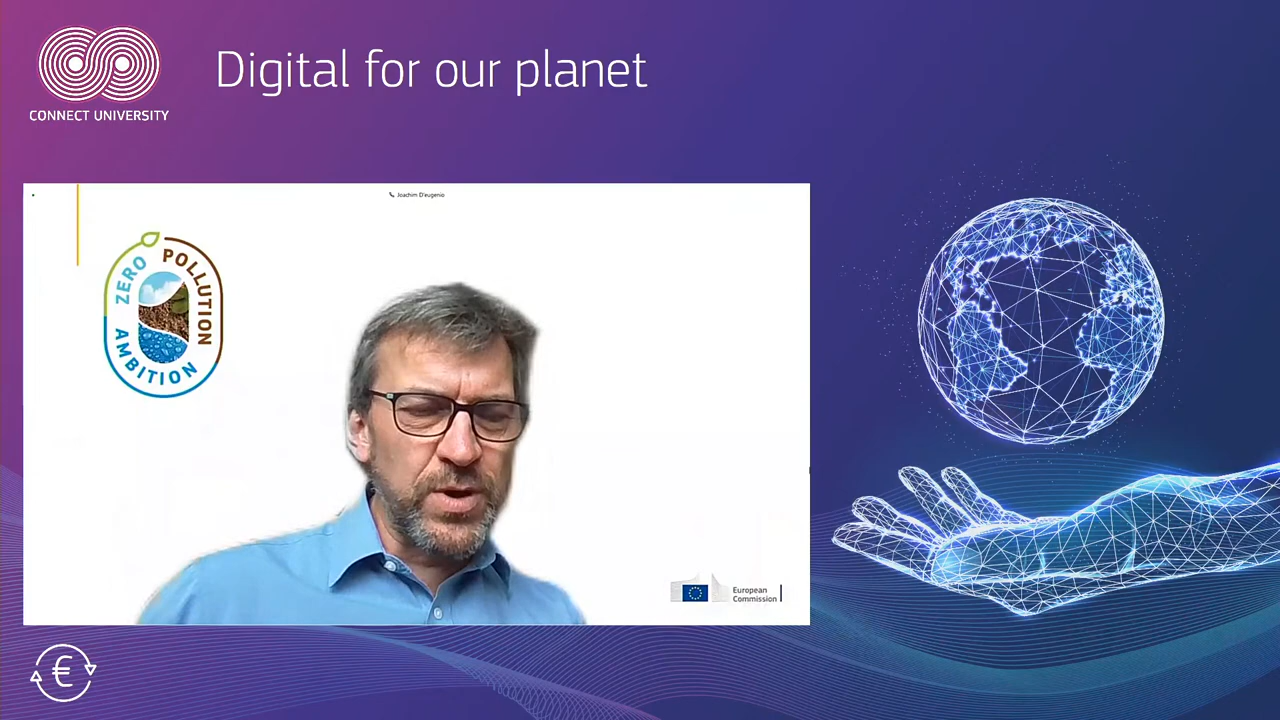 Digital for our planet
CONNECT UNIVERSITY
Joachim D'eugenio
ZERO POLLUTION
AMBITION
European
Commission
€